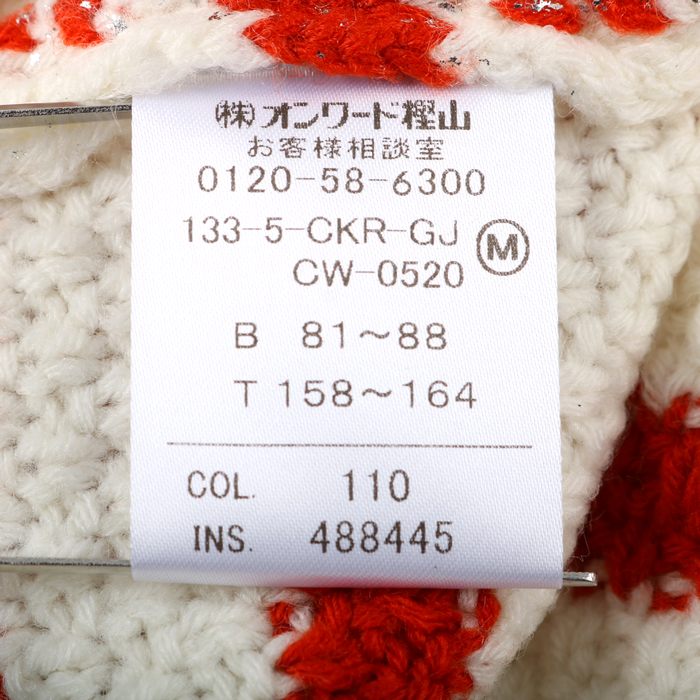 ㈱オンワード樫山
お客様相談室
0120-58-6300
133-5-CKR-GJ
CW-0520
M
B 81～88
T 158～164
COL. 110
INS. 488445